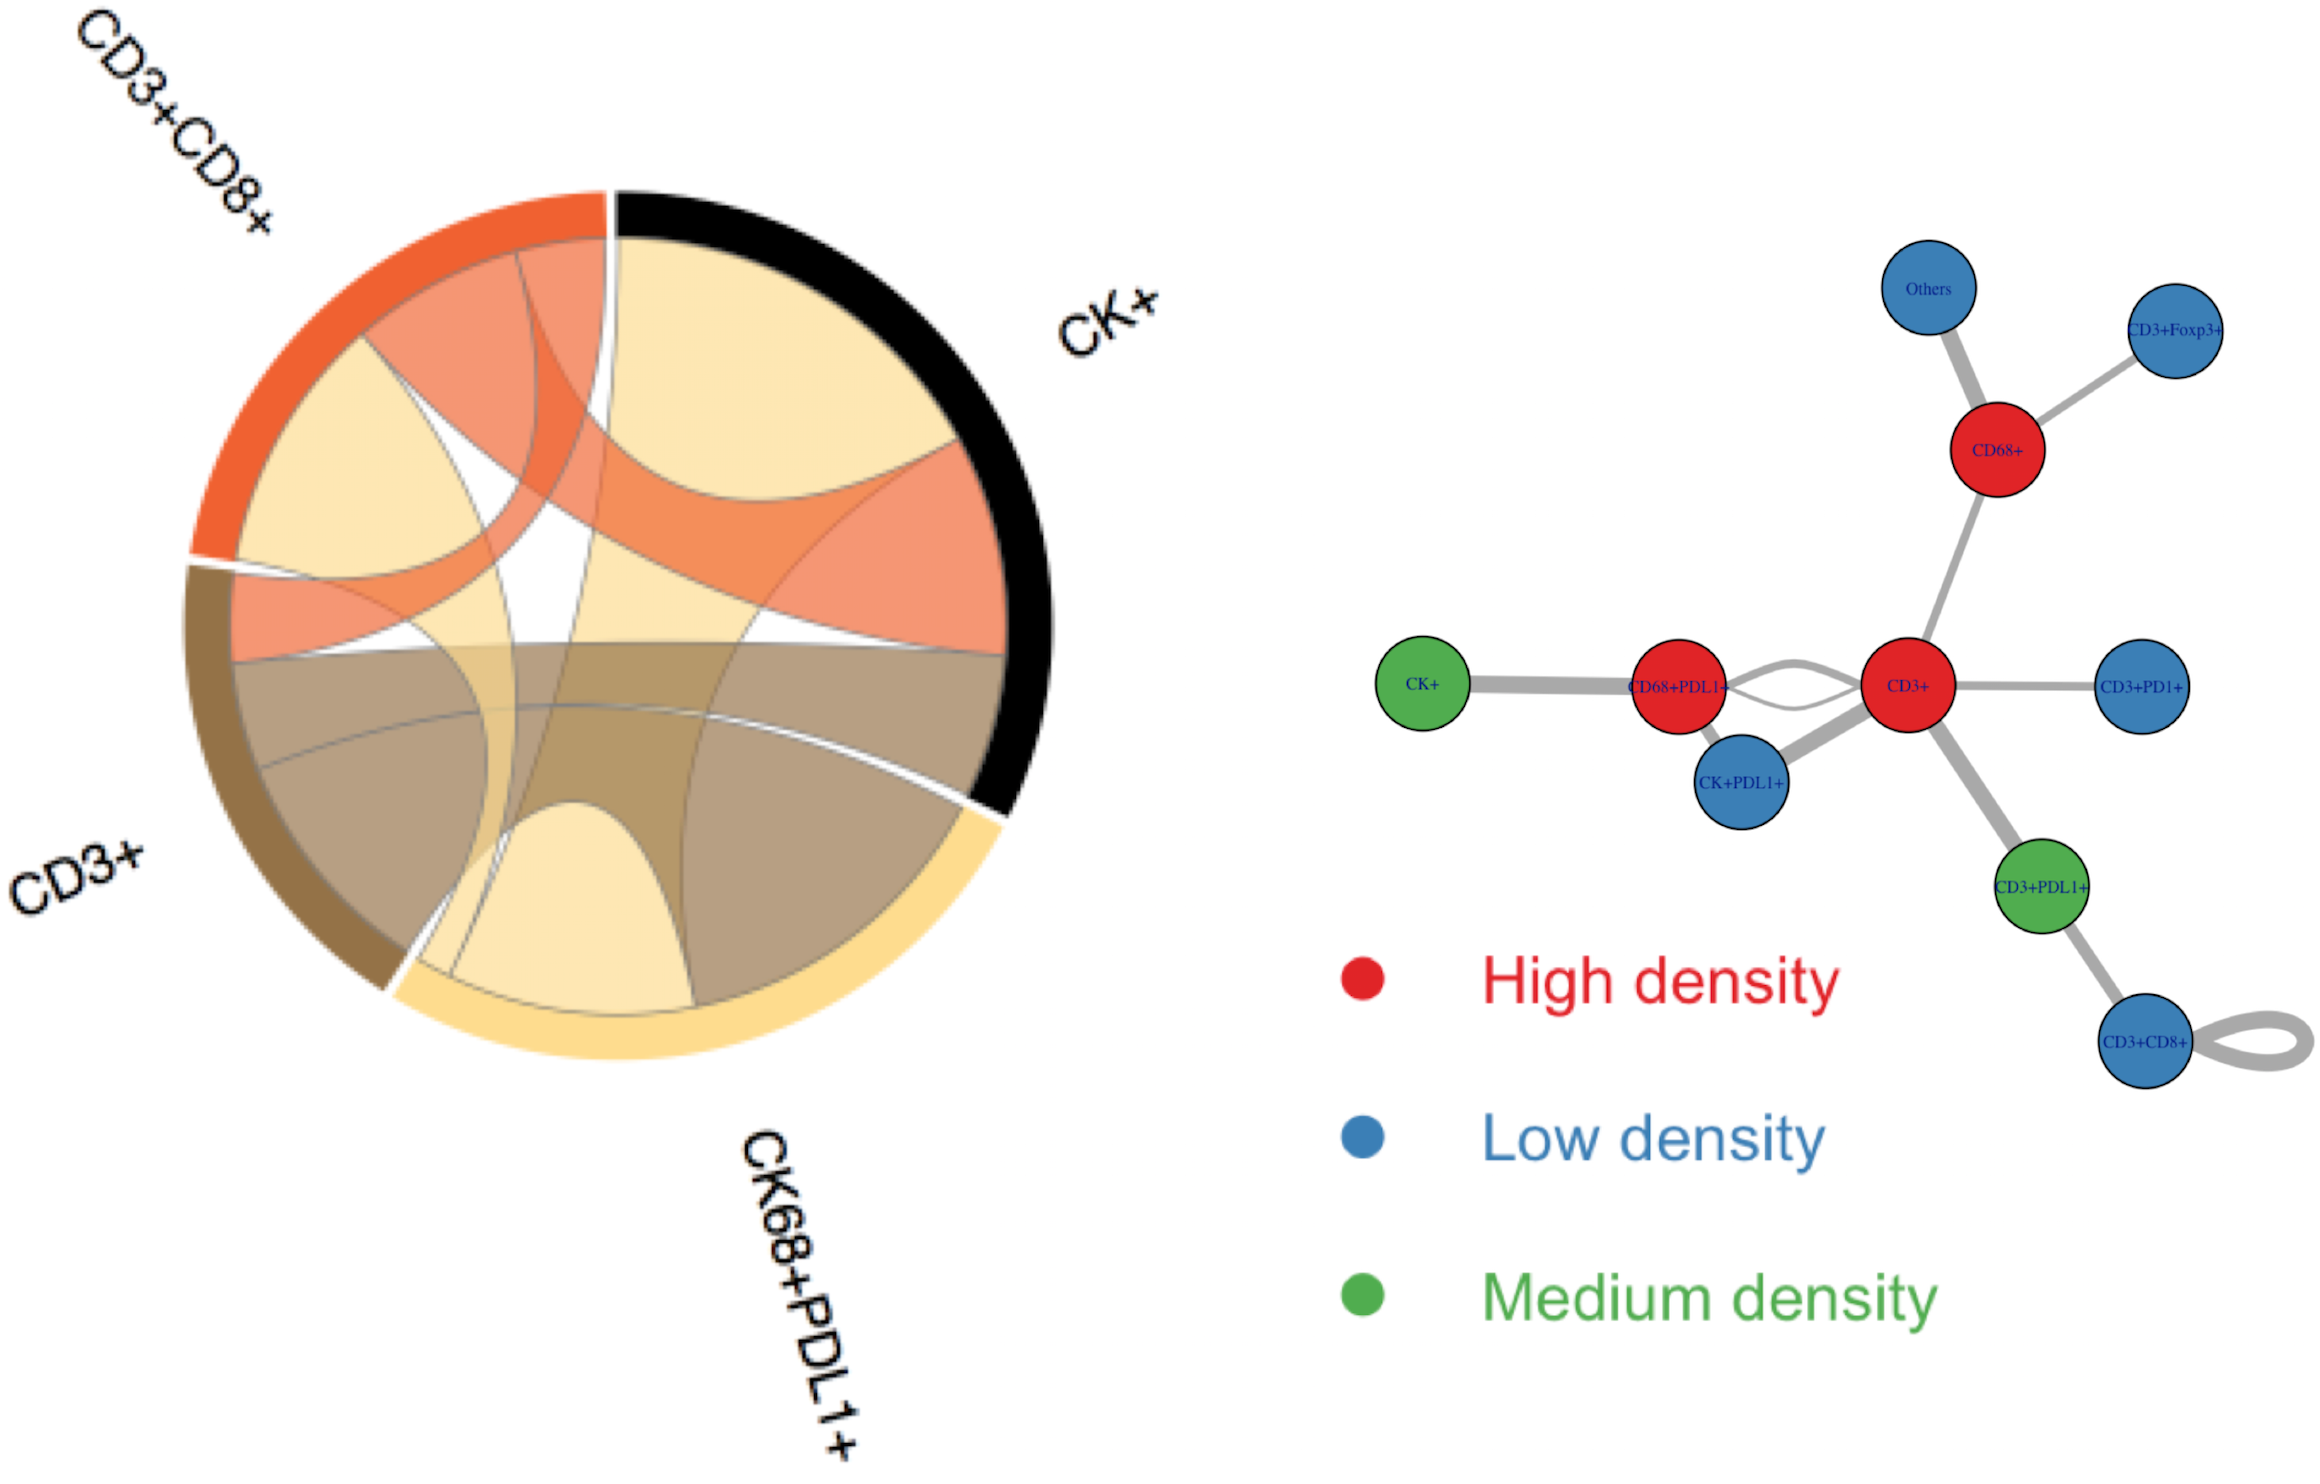 CD3+CD8+
CK+
CD3+
CK68+PDL1+
Others
CD3+Foxp3+
CD68+
CK+
CD68+PDL1+
CD3+
CD3+PD1+
CK+PDL1+
CD3+PDL1+
CD3+CD8+
High density
Low density
Medium density